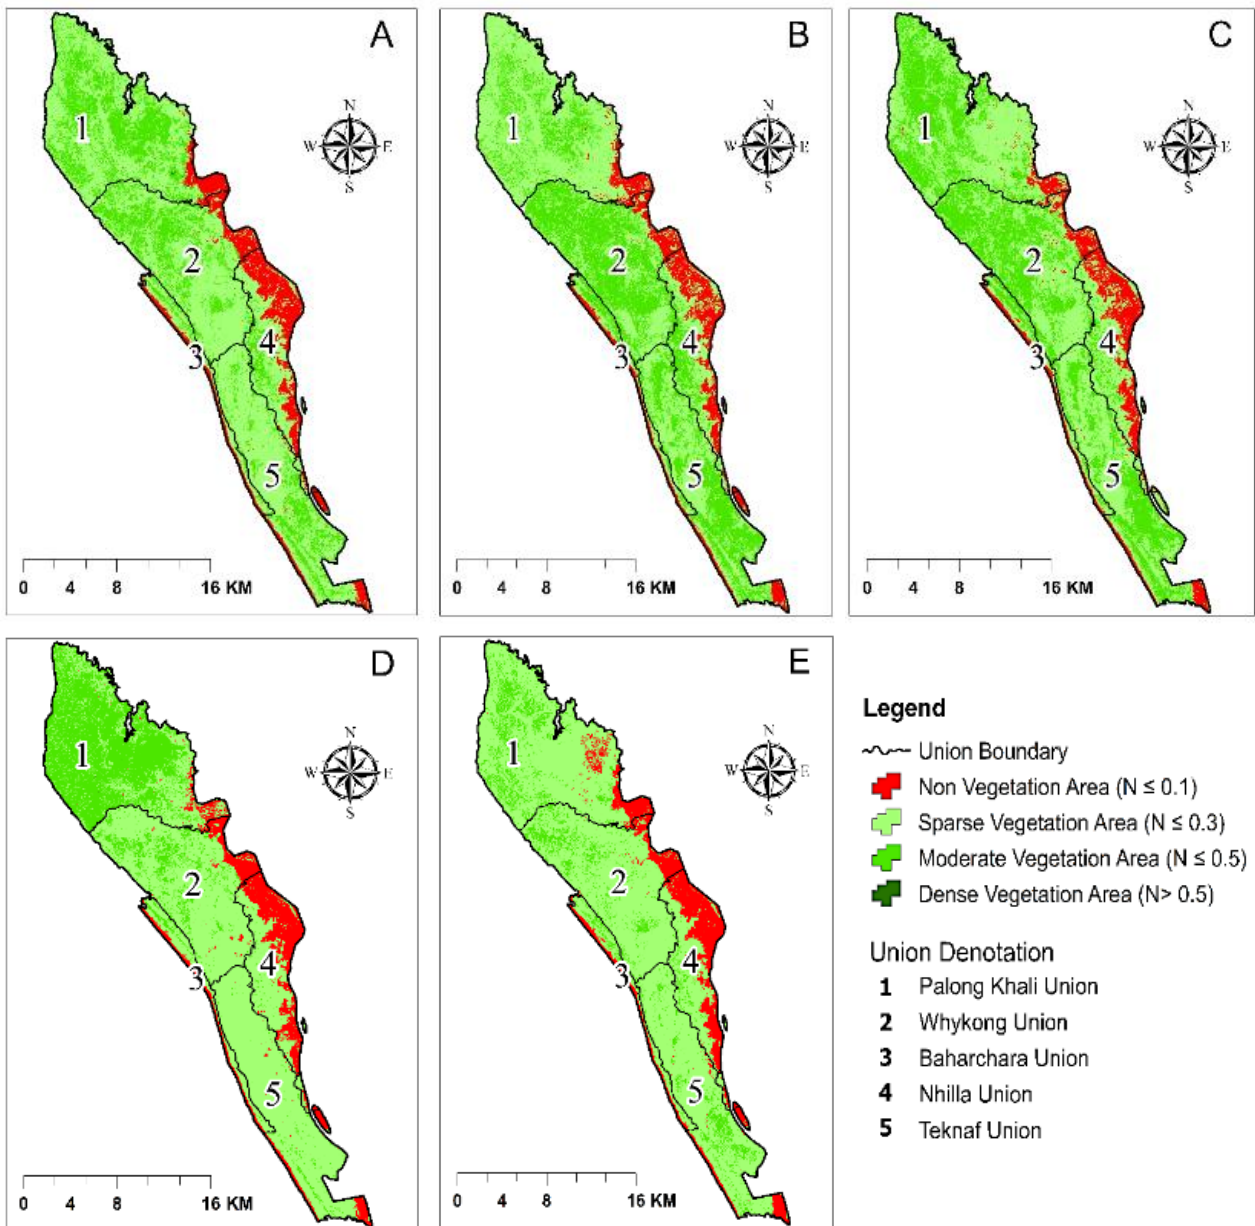 A
N
W E
S
1
2
3
4
5
0 4 8 16 KM
B
N
W E
S
1
2
3
4
5
0 4 8 16 KM
C
N
W E
S
1
2
3
4
5
0 4 8 16 KM
D
N
W E
S
1
2
3
4
5
0 4 8 16 KM
E
N
W E
S
1
2
3
4
5
0 4 8 16 KM
Legend
Union Boundary
Non Vegetation Area (N ≤ 0.1)
Sparse Vegetation Area (N ≤ 0.3)
Moderate Vegetation Area (N ≤ 0.5)
Dense Vegetation Area (N> 0.5)
Union Denotation
1 Palong Khali Union
2 Whykong Union
3 Baharchara Union
4 Nhilla Union
5 Teknaf Union